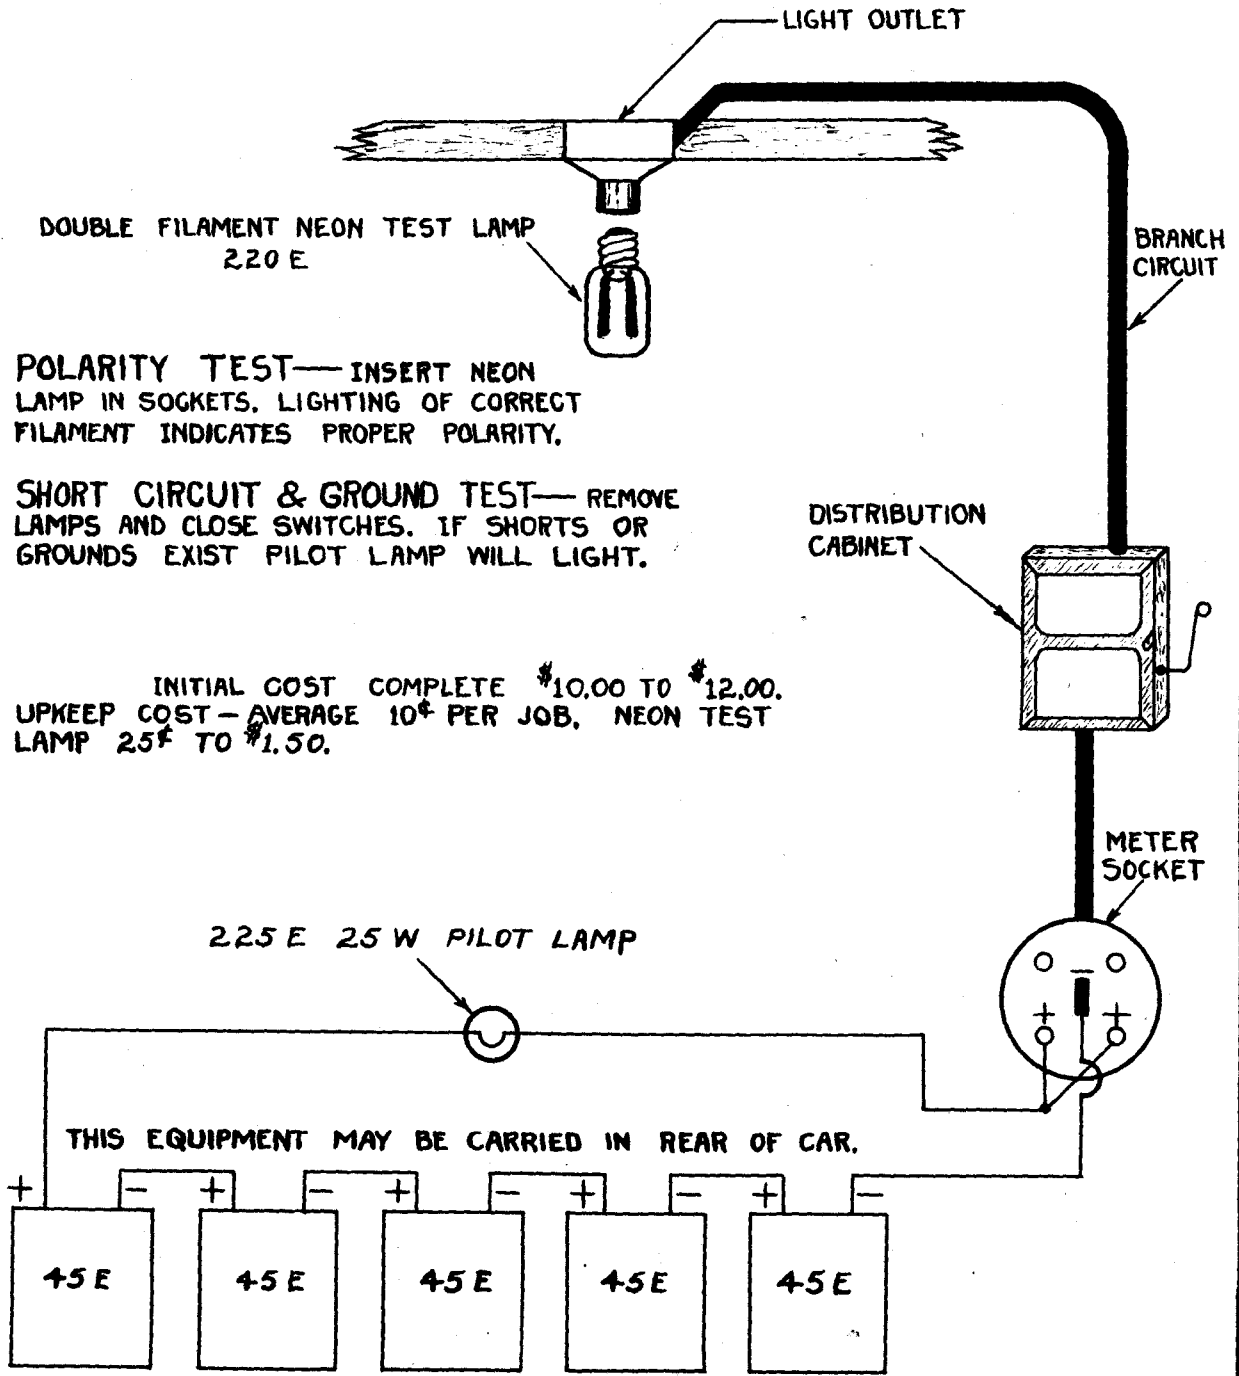 LIGHT OUTLET
DOUBLE FILAMENT NEON TEST LAMP
220 E
BRANCH
CIRCUIT
POLARITY TEST— INSERT NEON
LAMP IN SOCKETS. LIGHTING OF CORRECT
FILAMENT INDICATES PROPER POLARITY.
SHORT CIRCUIT & GROUND TEST— REMOVE
LAMPS AND CLOSE SWITCHES. IF SHORTS OR
GROUNDS EXIST PILOT LAMP WILL LIGHT.
DISTRIBUTION
CABINET
INITIAL COST COMPLETE $10.00 TO $12.00.
UPKEEP COST – AVERAGE 10¢ PER JOB. NEON TEST
LAMP 25¢ TO $1.50.
METER
SOCKET
225 E 25 W PILOT LAMP
–
+ +
THIS EQUIPMENT MAY BE CARRIED IN REAR OF CAR.
+ – + – + – + – + –
45 E 45 E 45 E 45 E 45 E